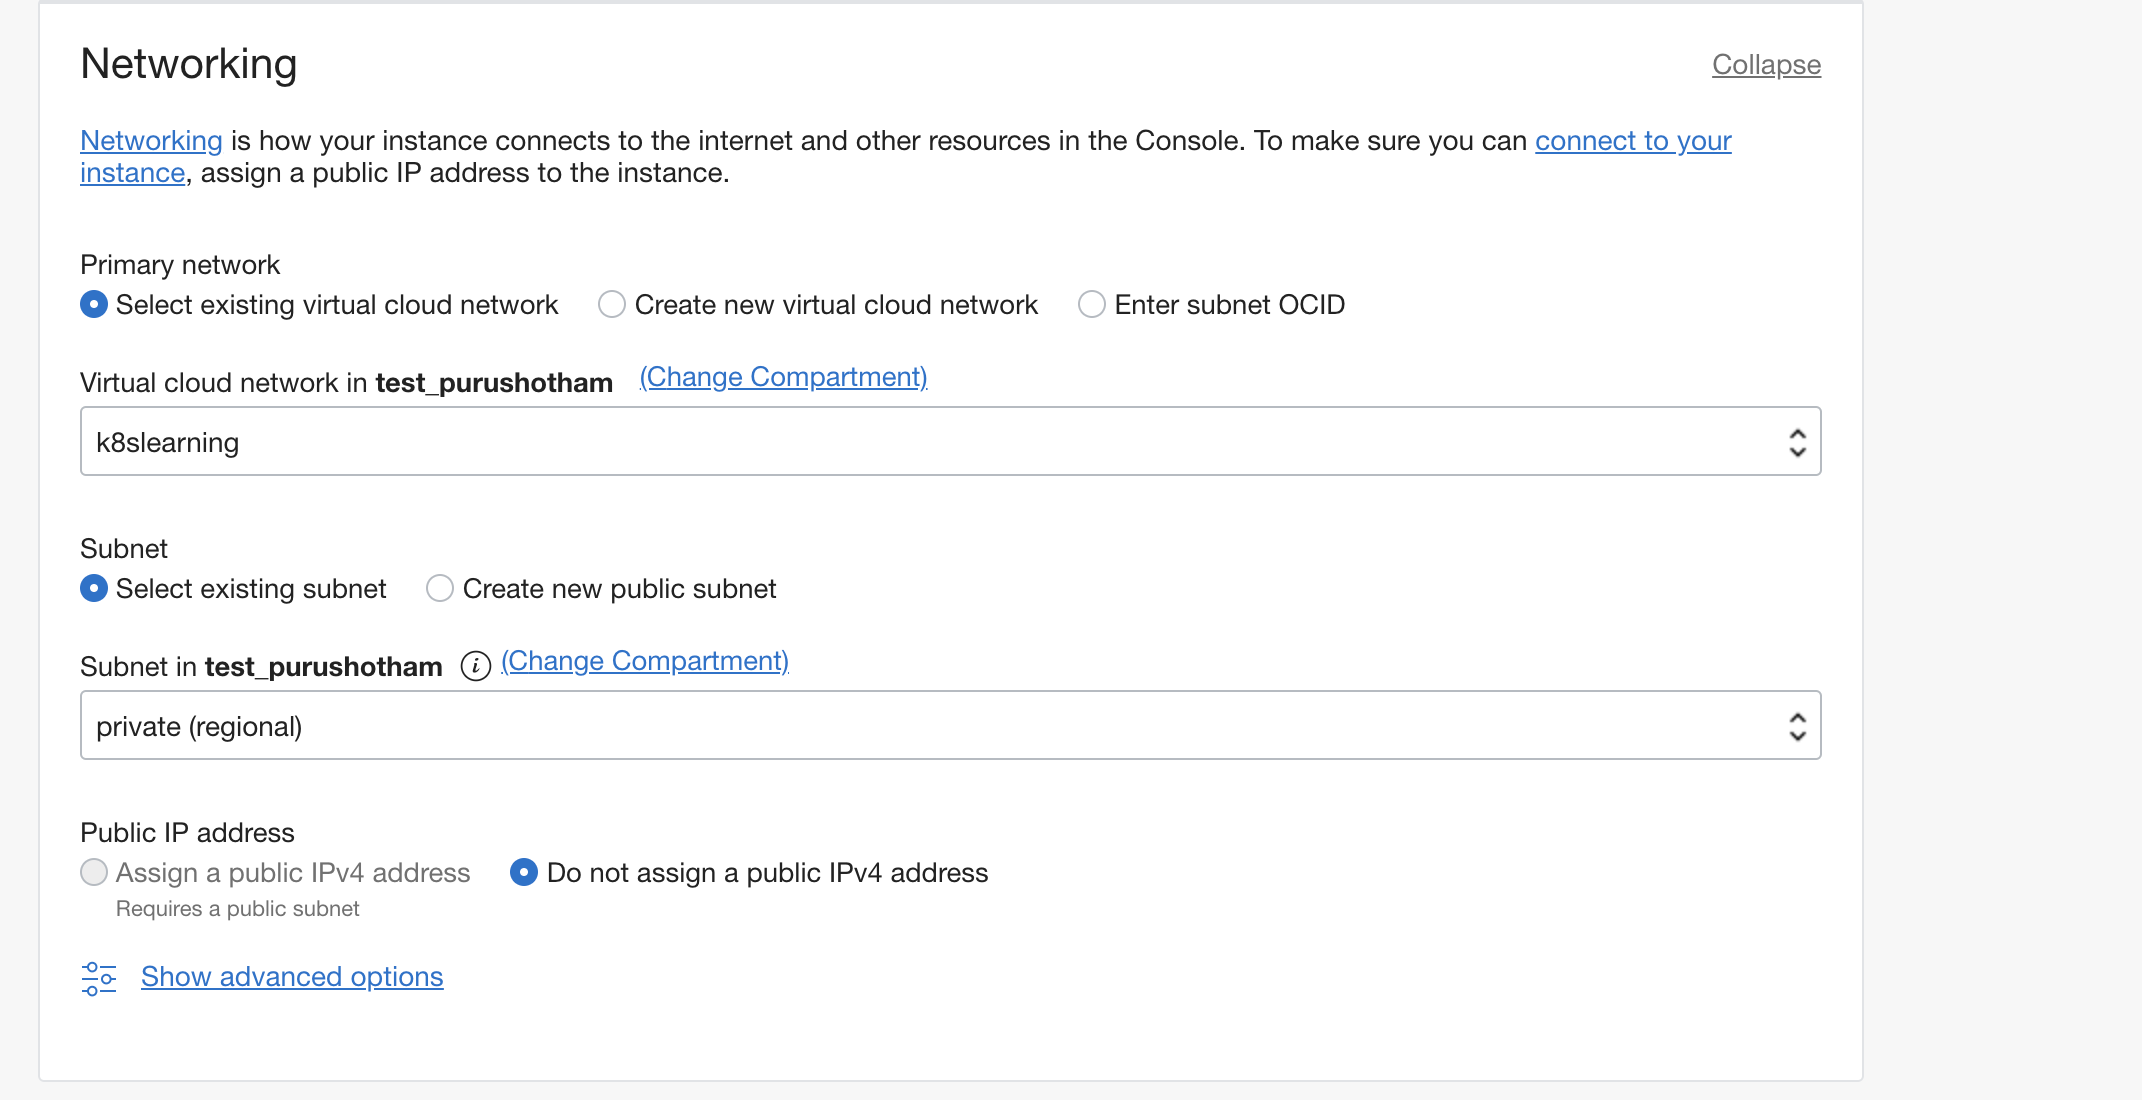 Networking
Collapse
Networking is how your instance connects to the internet and other resources in the Console. To make sure you can connect to your
instance, assign a public IP address to the instance.
Primary network
Select existing virtual cloud network Create new virtual cloud network Enter subnet OCID
Virtual cloud network in test_purushotham (Change Compartment)
k8slearning
Subnet
Select existing subnet Create new public subnet
Subnet in test_purushotham i (Change Compartment)
private (regional)
Public IP address
Assign a public IPv4 address Do not assign a public IPv4 address
Requires a public subnet
Show advanced options